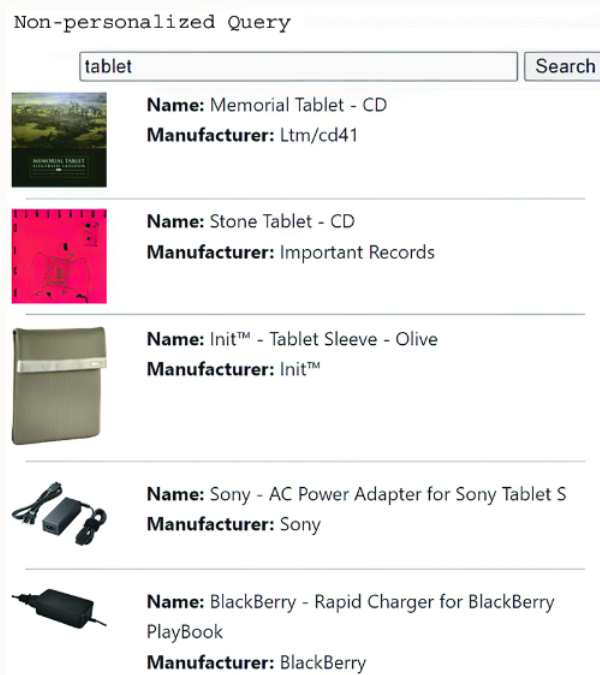 Non-personalized Query
tablet
Search
Name: Memorial Tablet - CD
Manufacturer: Ltm/cd41
MEMORIAL TABLET
Name: Stone Tablet - CD
Manufacturer: Important Records
Name: Init™ - Tablet Sleeve - Olive
Manufacturer: Init™
Name: Sony - AC Power Adapter for Sony Tablet S
Manufacturer: Sony
Name: BlackBerry - Rapid Charger for BlackBerry
PlayBook
Manufacturer: BlackBerry